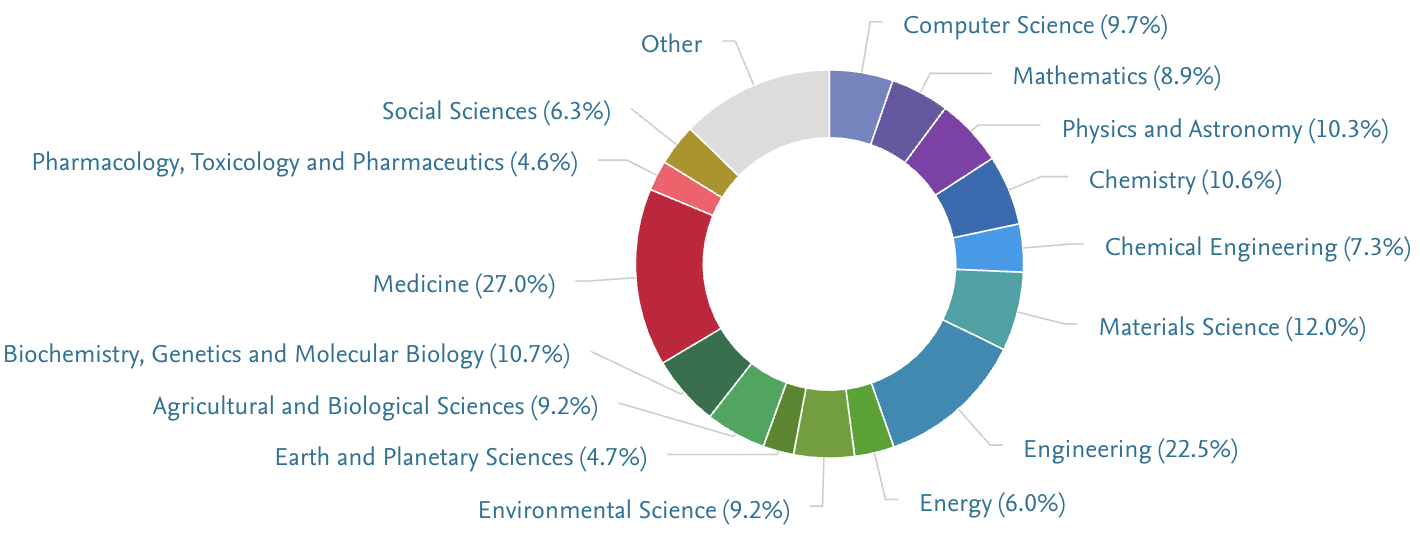 Other
Computer Science (9.7%)
Mathematics (8.9%)
Social Sciences (6.3%)
Physics and Astronomy (10.3%)
Pharmacology, Toxicology and Pharmaceutics (4.6%)
Chemistry (10.6%)
Chemical Engineering (7.3%)
Medicine (27.0%)
Materials Science (12.0%)
Biochemistry, Genetics and Molecular Biology (10.7%)
Agricultural and Biological Sciences (9.2%)
Engineering (22.5%)
Earth and Planetary Sciences (4.7%)
Energy (6.0%)
Environmental Science (9.2%)